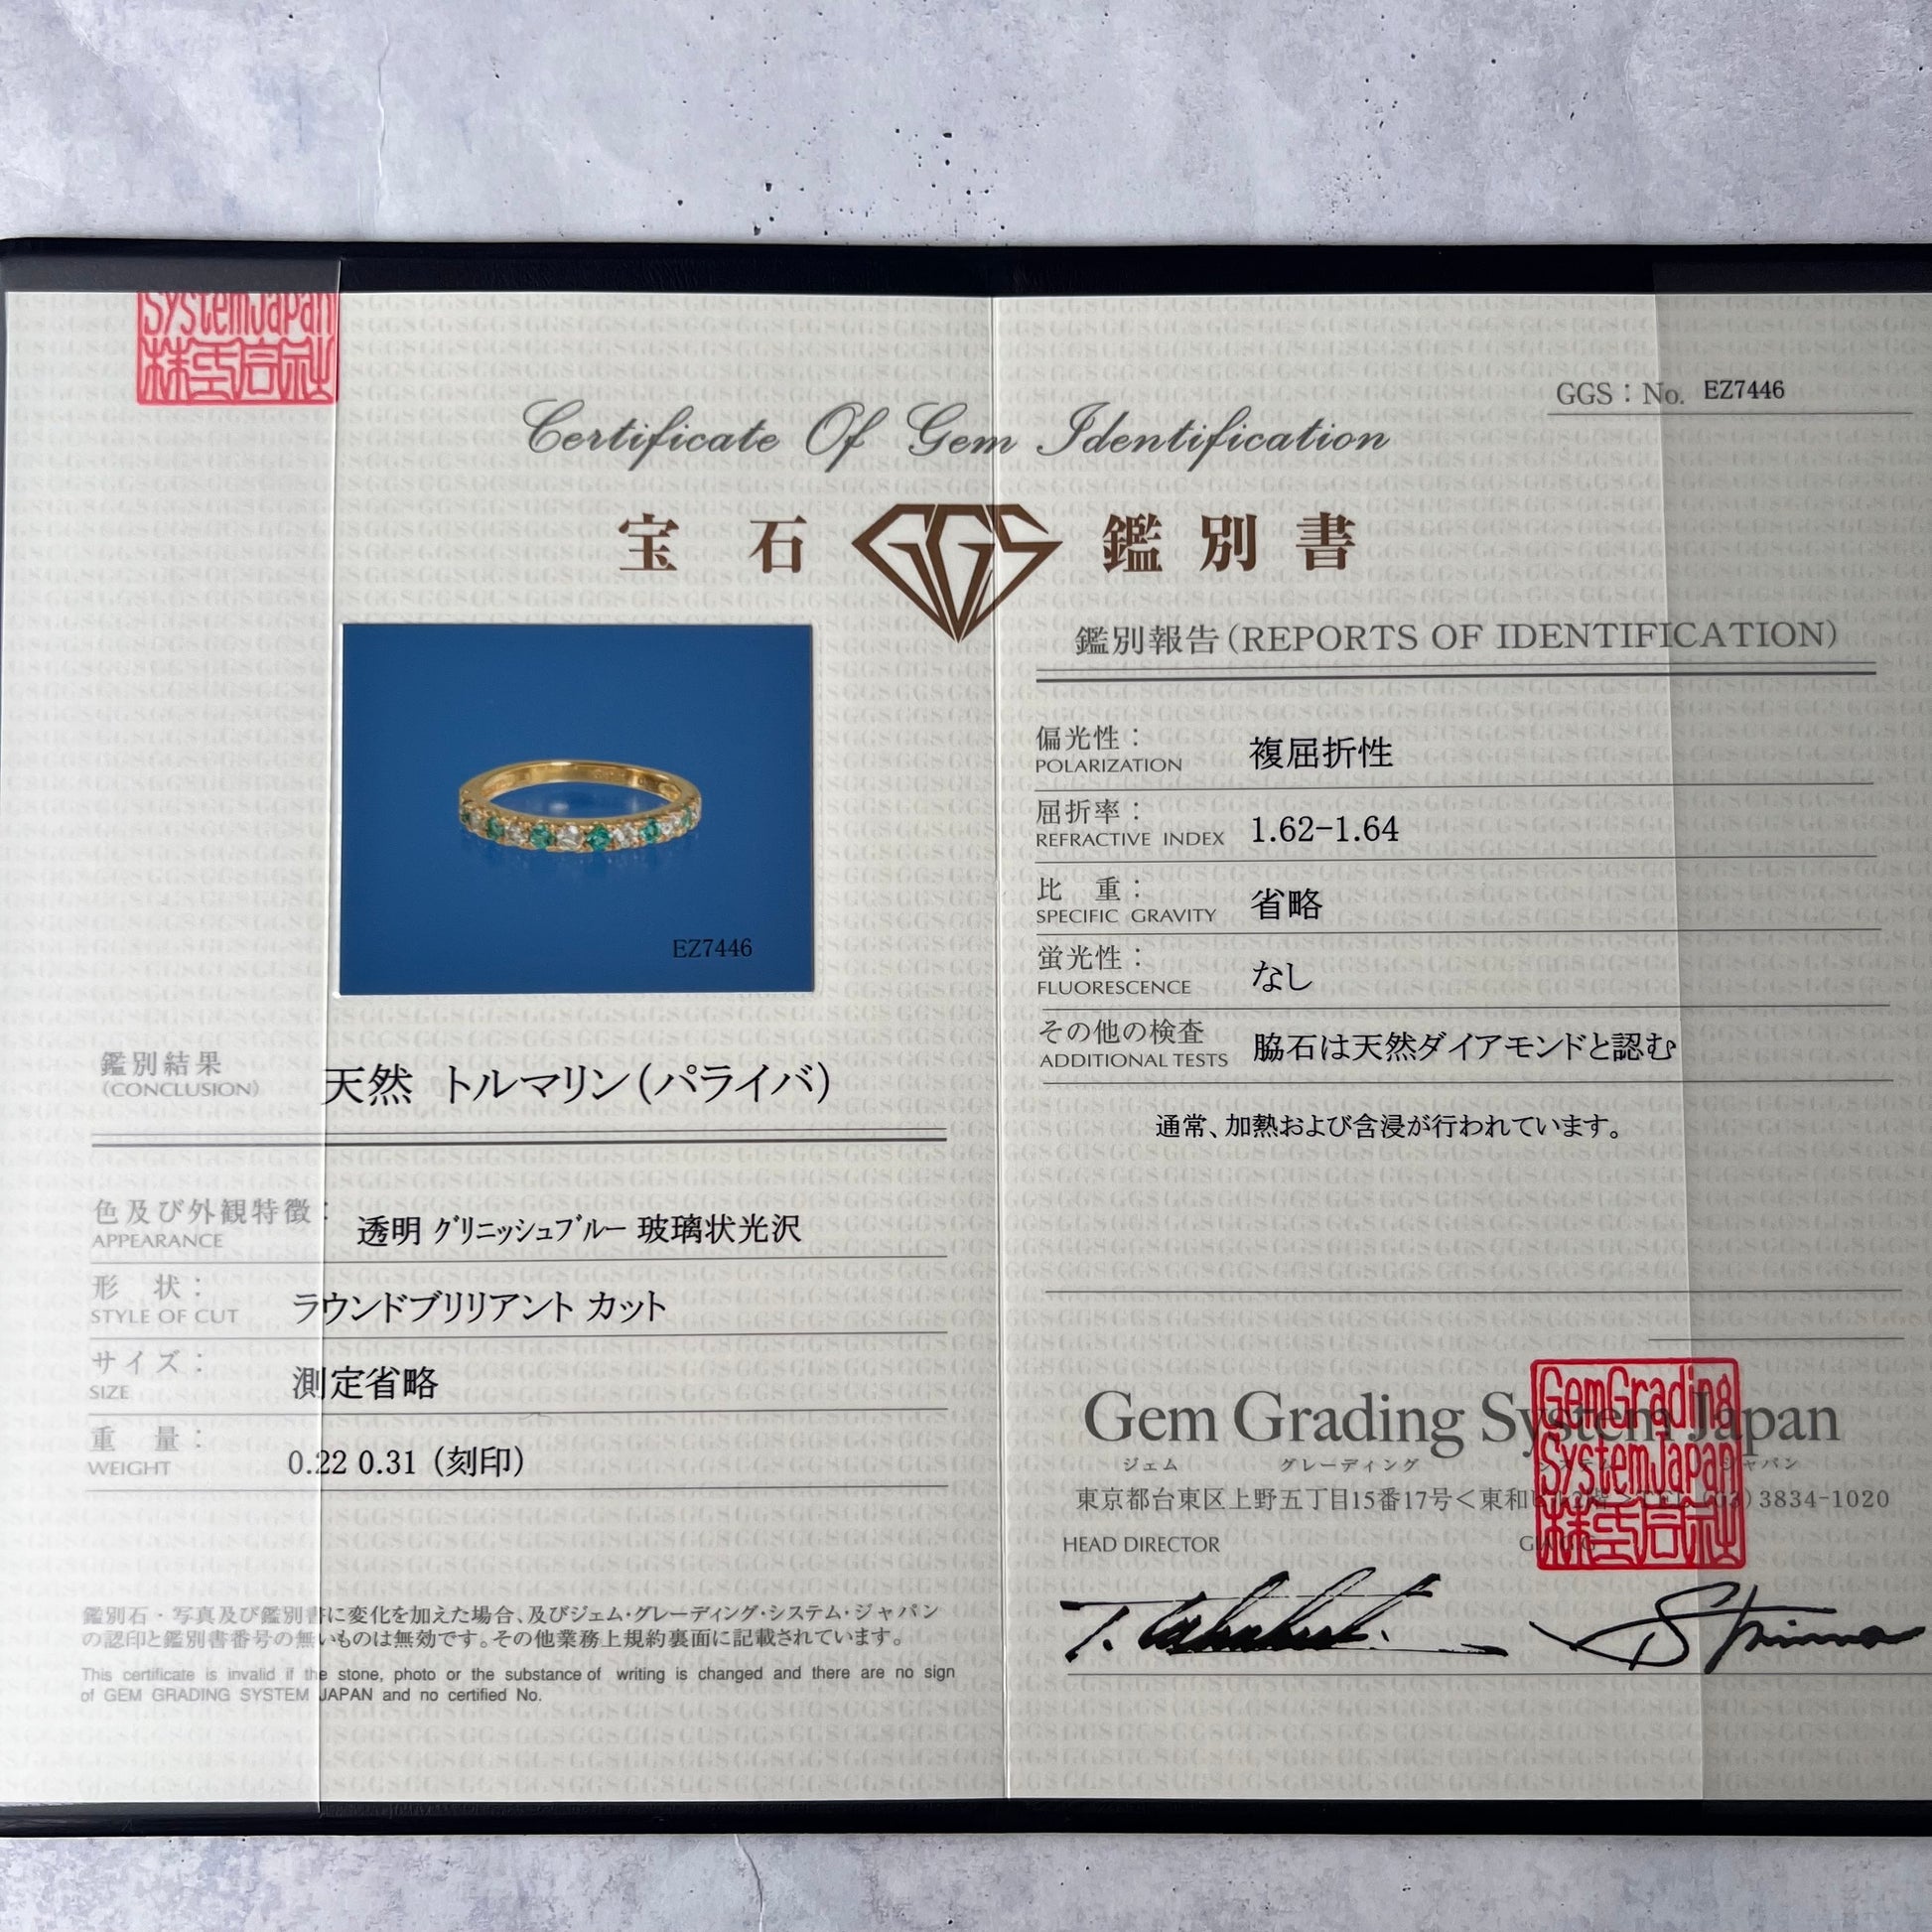 SystemJapan
株式会社
GGS：No. EZ7446
Certificate Of Gem Identification
宝石 GGS 鑑別書
EZ7446
鑑別結果
(CONCLUSION)
天然 トルマリン(パライバ)
色及び外観特徴：
APPEARANCE
透明 グリニッシュブルー 玻璃状光沢
形 状：
STYLE OF CUT
ラウンドブリリアント カット
サイズ：
SIZE
測定省略
重 量：
WEIGHT
0.22 0.31 (刻印)
鑑別石・写真及び鑑別書に変化を加えた場合、及びジェム・グレーディング・システム・ジャパン
の認印と鑑別書番号の無いものは無効です。その他業務上規約裏面に記載されています。
This certificate is invalid if the stone, photo or the substance of writing is changed and there are no sign
of GEM GRADING SYSTEM JAPAN and no certified No.
鑑別報告(REPORTS OF IDENTIFICATION)
偏光性：
POLARIZATION
複屈折性
屈折率：
REFRACTIVE INDEX
1.62-1.64
比 重：
SPECIFIC GRAVITY
省略
蛍光性：
FLUORESCENCE
なし
その他の検査
ADDITIONAL TESTS
脇石は天然ダイアモンドと認む
通常、加熱および含浸が行われています。
Gem Grading System Japan
ジェム グレーディング システム ジャパン
東京都台東区上野五丁目15番17号＜東和ビル2階＞TEL (03)3834-1020
HEAD DIRECTOR
GemGrading
SystemJapan
株式会社